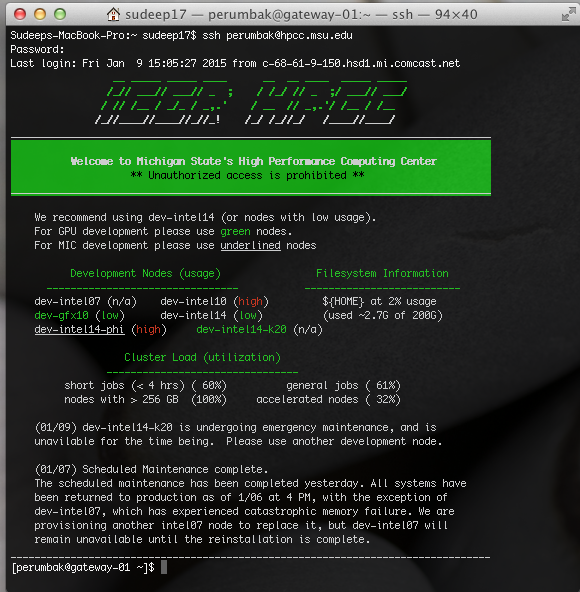 sudeep17 — perumbak@gateway-01:~ — ssh — 94×40
Sudeeps-MacBook-Pro:~ sudeep17$ ssh perumbak@hpcc.msu.edu
Password:
Last login: Fri Jan  9 15:05:27 2015 from c-68-61-9-150.hsd1.mi.comcast.net
Welcome to Michigan State's High Performance Computing Center
** Unauthorized access is prohibited **
We recommend using dev-intel14 (or nodes with low usage).
For GPU development please use green nodes.
For MIC development please use underlined nodes
Development Nodes (usage)                Filesystem Information
--------------------------------           --------------------------
dev-intel07 (n/a)    dev-intel10 (high)          ${HOME} at 2% usage
dev-gfx10 (low)      dev-intel14 (low)           (used ~2.7G of 200G)
dev-intel14-phi (high)     dev-intel14-k20 (n/a)
Cluster Load (utilization)
--------------------------------
short jobs (< 4 hrs) ( 60%)          general jobs ( 61%)
nodes with > 256 GB  (100%)     accelerated nodes ( 32%)
(01/09) dev-intel14-k20 is undergoing emergency maintenance, and is
unavailable for the time being.  Please use another development node.
(01/07) Scheduled Maintenance complete.
The scheduled maintenance has been completed yesterday. All systems have
been returned to production as of 1/06 at 4 PM, with the exception of
dev-intel07, which has experienced catastrophic memory failure. We are
provisioning another intel07 node to replace it, but dev-intel07 will
remain unavailable until the reinstallation is complete.
[perumbak@gateway-01 ~]$